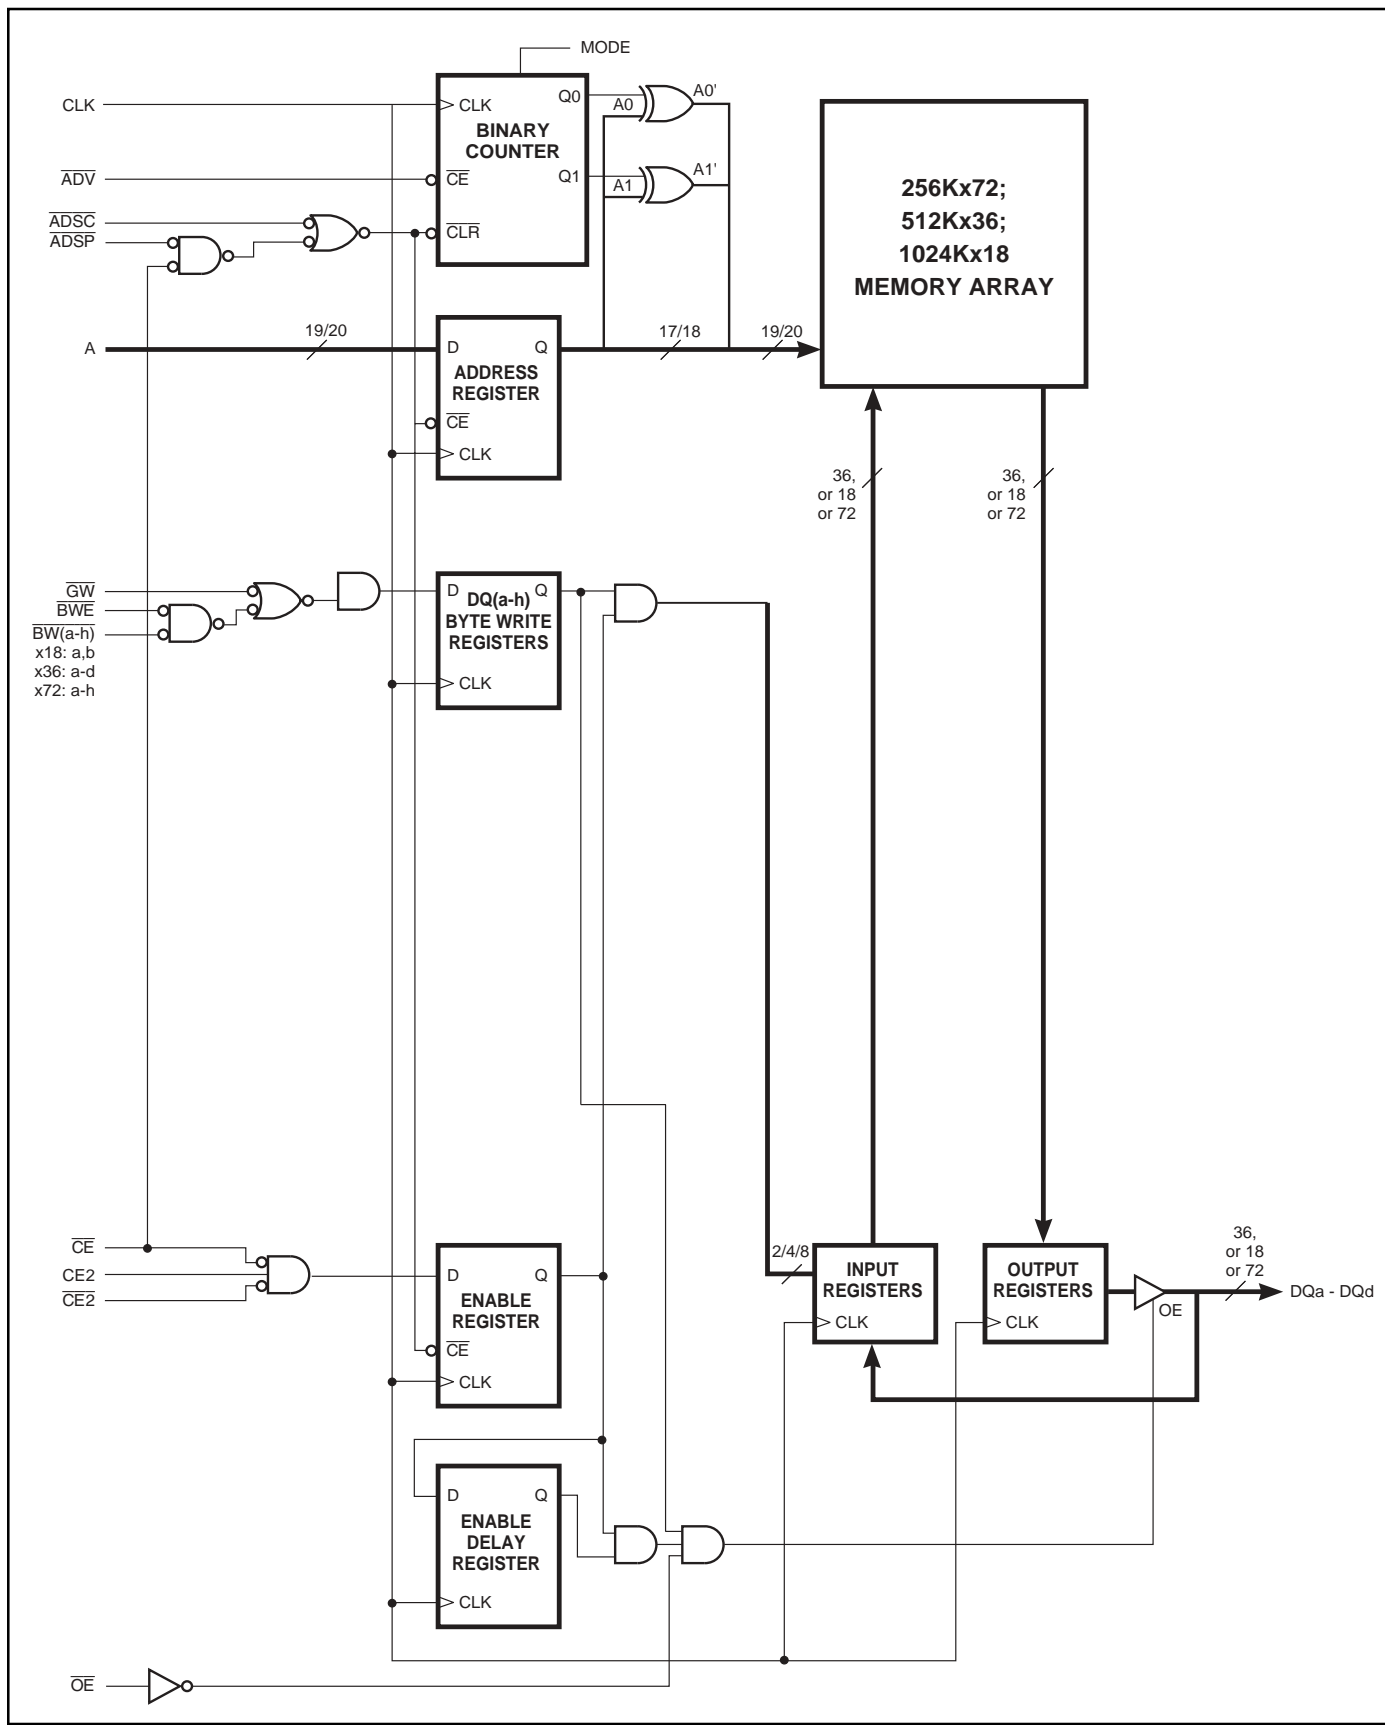 MODE
CLK
CLK
Q0
A0
A0'
BINARY
COUNTER
ADV
CE
Q1
A1
A1'
ADSC
ADSP
CLR
256Kx72;
512Kx36;
1024Kx18
MEMORY ARRAY
A
19/20
D
Q
17/18
19/20
ADDRESS
REGISTER
CE
CLK
36,
or 18
or 72
36,
or 18
or 72
GW
BWE
BW(a-h)
x18: a,b
x36: a-d
x72: a-h
D
Q
DQ(a-h)
BYTE WRITE
REGISTERS
CLK
CE
CE2
CE2
D
Q
ENABLE
REGISTER
CE
CLK
2/4/8
INPUT
REGISTERS
CLK
OUTPUT
REGISTERS
CLK
OE
36,
or 18
or 72
DQa - DQd
D
Q
ENABLE
DELAY
REGISTER
CLK
OE